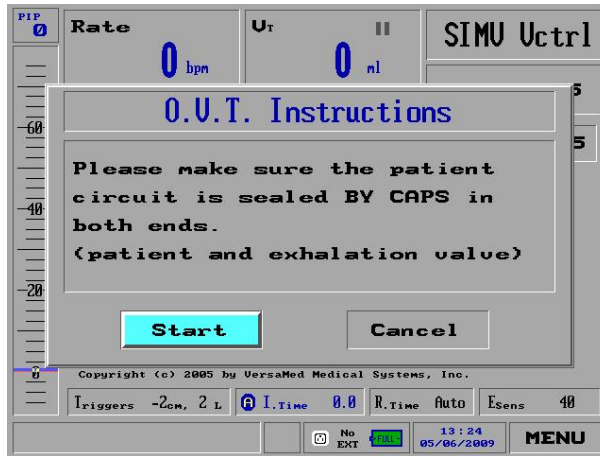 PIP
0
Rate
0 bpm
VT
0 ml
SIMV Vctrl
5
5
60
40
20
0
O.V.T. Instructions
Please make sure the patient
circuit is sealed BY CAPS in
both ends.
(patient and exhalation valve)
Start
Cancel
Copyright (c) 2005 by VersaMed Medical Systems, Inc.
Triggers -2cm, 2 L
A I.Time 0.0
R.Time Auto
Esens 40
No
EXT
FULL
13:24
05/06/2009
MENU